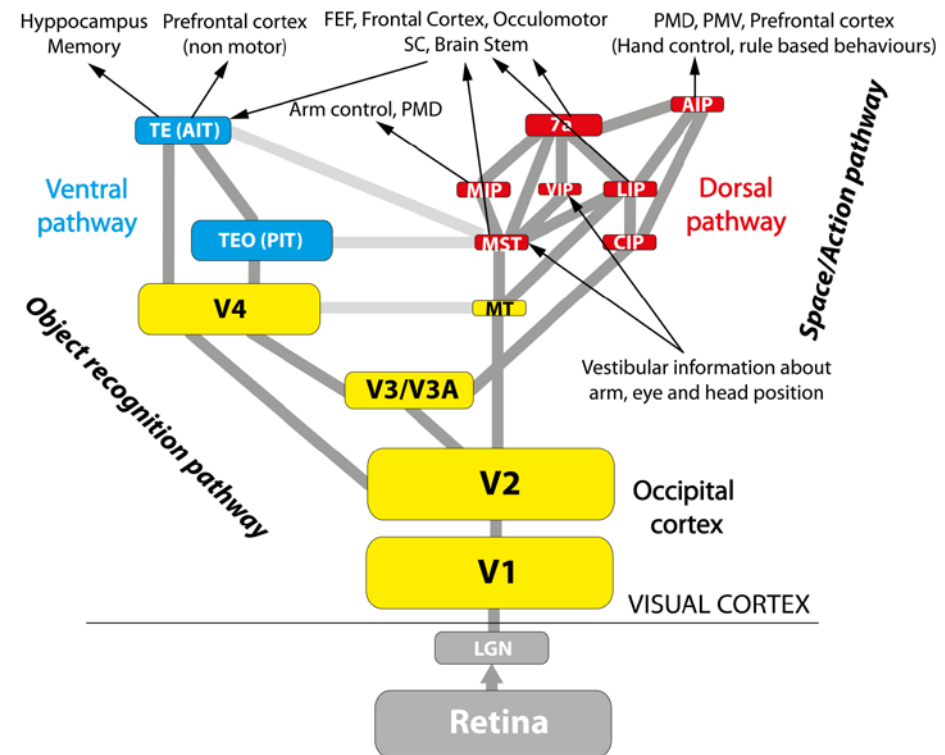 Hyppocampus
Memory
Prefrontal cortex
(non motor)
FEF, Frontal Cortex, Occulomotor
SC, Brain Stem
PMD, PMV, Prefrontal cortex
(Hand control, rule based behaviours)
Arm control, PMD
TE (AIT)
7a
AIP
Ventral
pathway
MIP
VIP
LIP
Dorsal
pathway
Space/Action pathway
TEO (PIT)
MST
CIP
V4
MT
Object recognition pathway
V3/V3A
Vestibular information about
arm, eye and head position
V2
Occipital
cortex
V1
VISUAL CORTEX
LGN
Retina